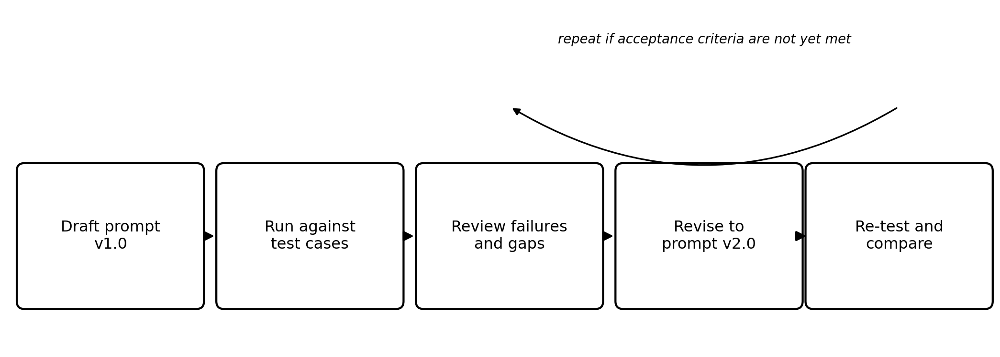 repeat if acceptance criteria are not yet met
Draft prompt
v1.0
Run against
test cases
Review failures
and gaps
Revise to
prompt v2.0
Re-test and
compare